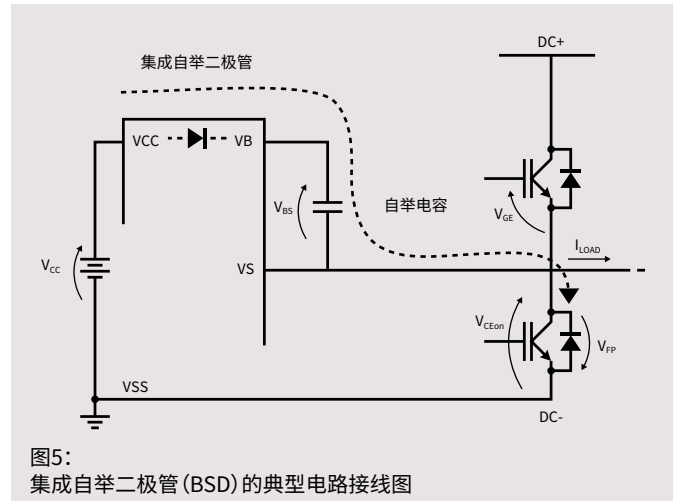 DC+
集成自举二极管
VCC
VB
V_BS
自举电容
V_GE
I_LOAD
V_CC
VS
V_CEon
V_FP
VSS
DC-
图5：
集成自举二极管（BSD）的典型电路接线图